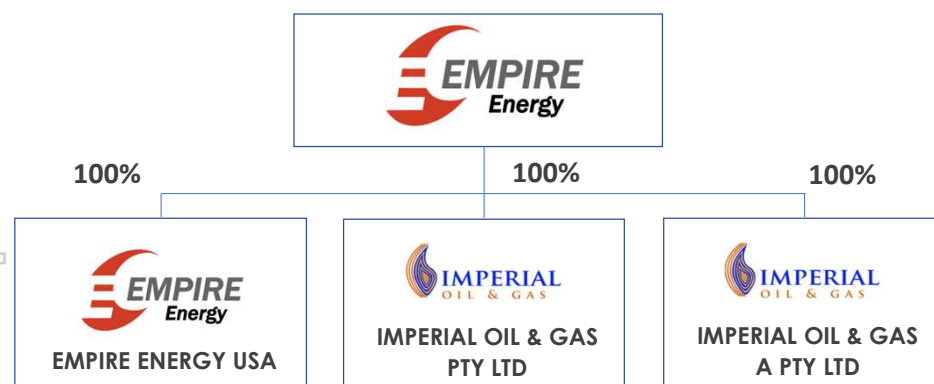 EMPIRE
Energy
100%
100%
100%
EMPIRE
Energy
EMPIRE ENERGY USA
IMPERIAL
OIL & GAS
IMPERIAL OIL & GAS
PTY LTD
IMPERIAL
OIL & GAS
IMPERIAL OIL & GAS
A PTY LTD